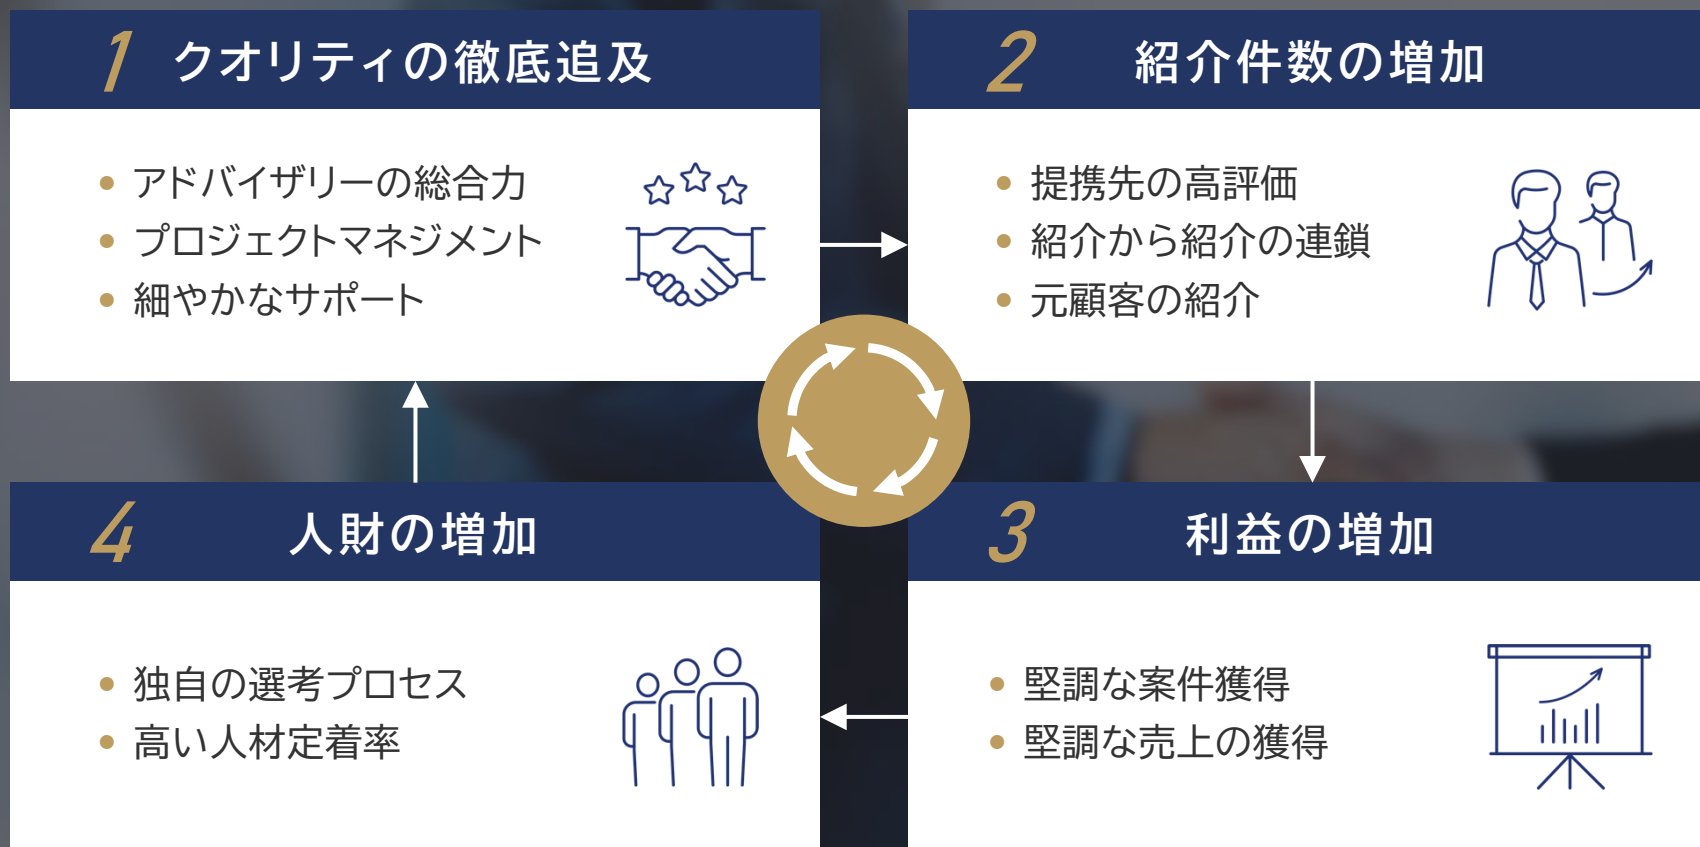 1 クオリティの徹底追及
• アドバイザリーの総合力
• プロジェクトマネジメント
• 細やかなサポート
2 紹介件数の増加
• 提携先の高評価
• 紹介から紹介の連鎖
• 元顧客の紹介
3 利益の増加
• 堅調な案件獲得
• 堅調な売上の獲得
4 人財の増加
• 独自の選考プロセス
• 高い人材定着率